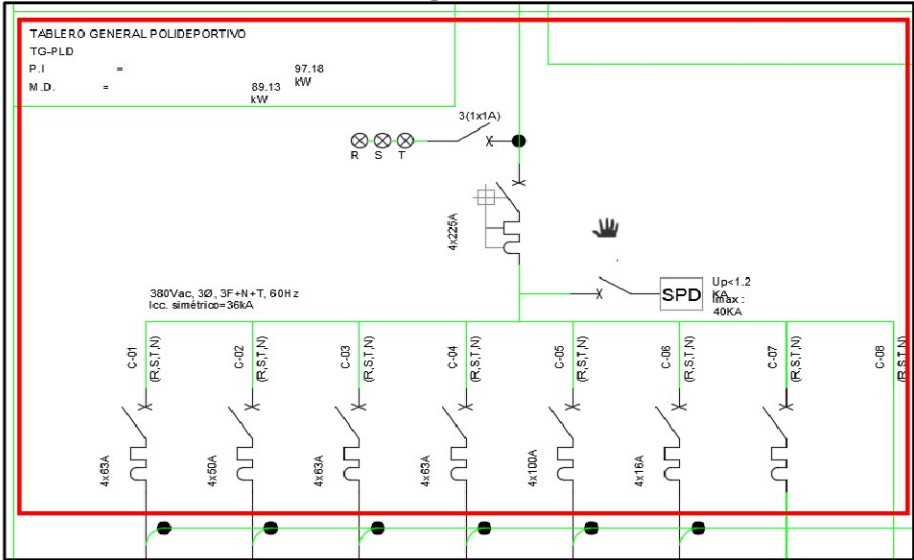 TABLERO GENERAL POLIDEPORTIVO
TG-PLD
P.I = 97.18 kW
M.D. = 89.13 kW
3(1x1A)
R S T
4x225A
380Vac, 3Ø, 3F+N+T, 60Hz
Icc. simétrico=36kA
SPD
Up<1.2
KA
Imax :
40KA
C-01 (R,S,T,N)
C-02 (R,S,T,N)
C-03 (R,S,T,N)
C-04 (R,S,T,N)
C-05 (R,S,T,N)
C-06 (R,S,T,N)
C-07 (R,S,T,N)
C-08 (R,S,T,N)
4x63A
4x50A
4x63A
4x63A
4x100A
4x16A